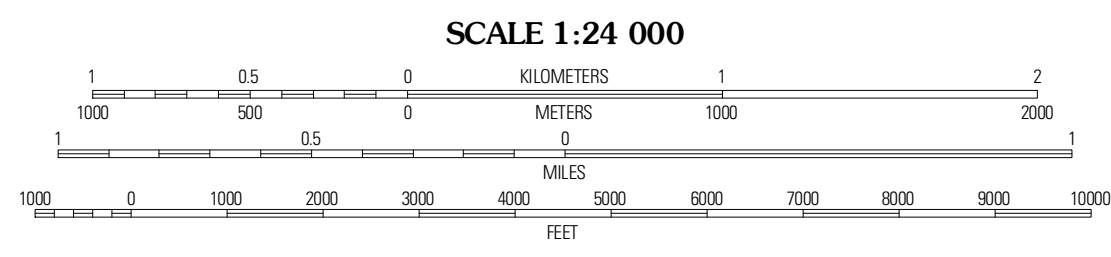 SCALE 1:24 000
1 0.5 0 KILOMETERS 1 2
1000 500 0 METERS 1000 2000
1 0.5 0 1
MILES
1000 0 1000 2000 3000 4000 5000 6000 7000 8000 9000 10000
FEET